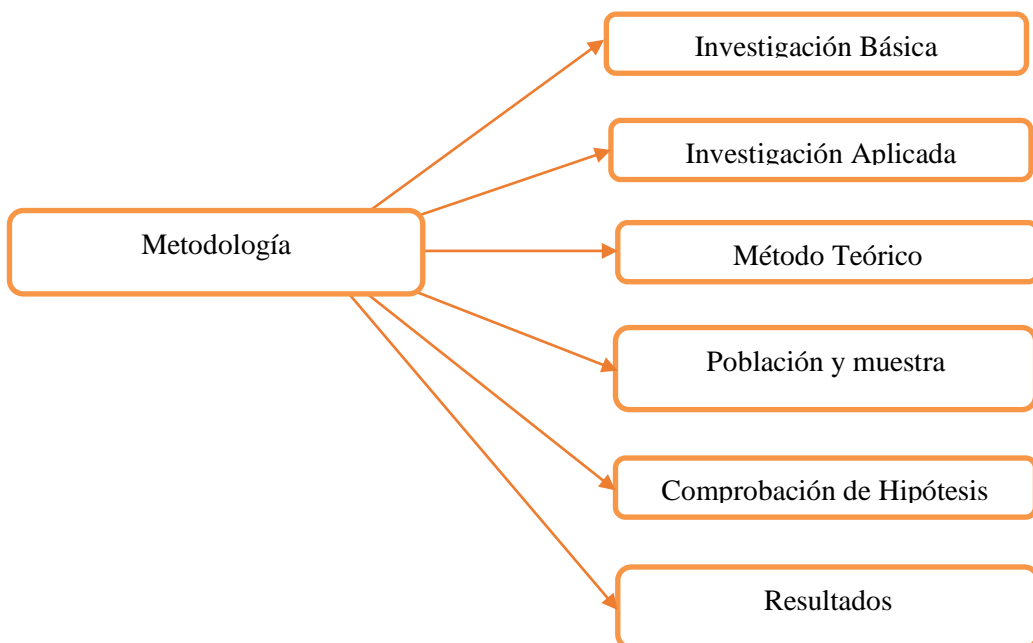 Investigación Básica
Investigación Aplicada
Metodología
Método Teórico
Población y muestra
Comprobación de Hipótesis
Resultados